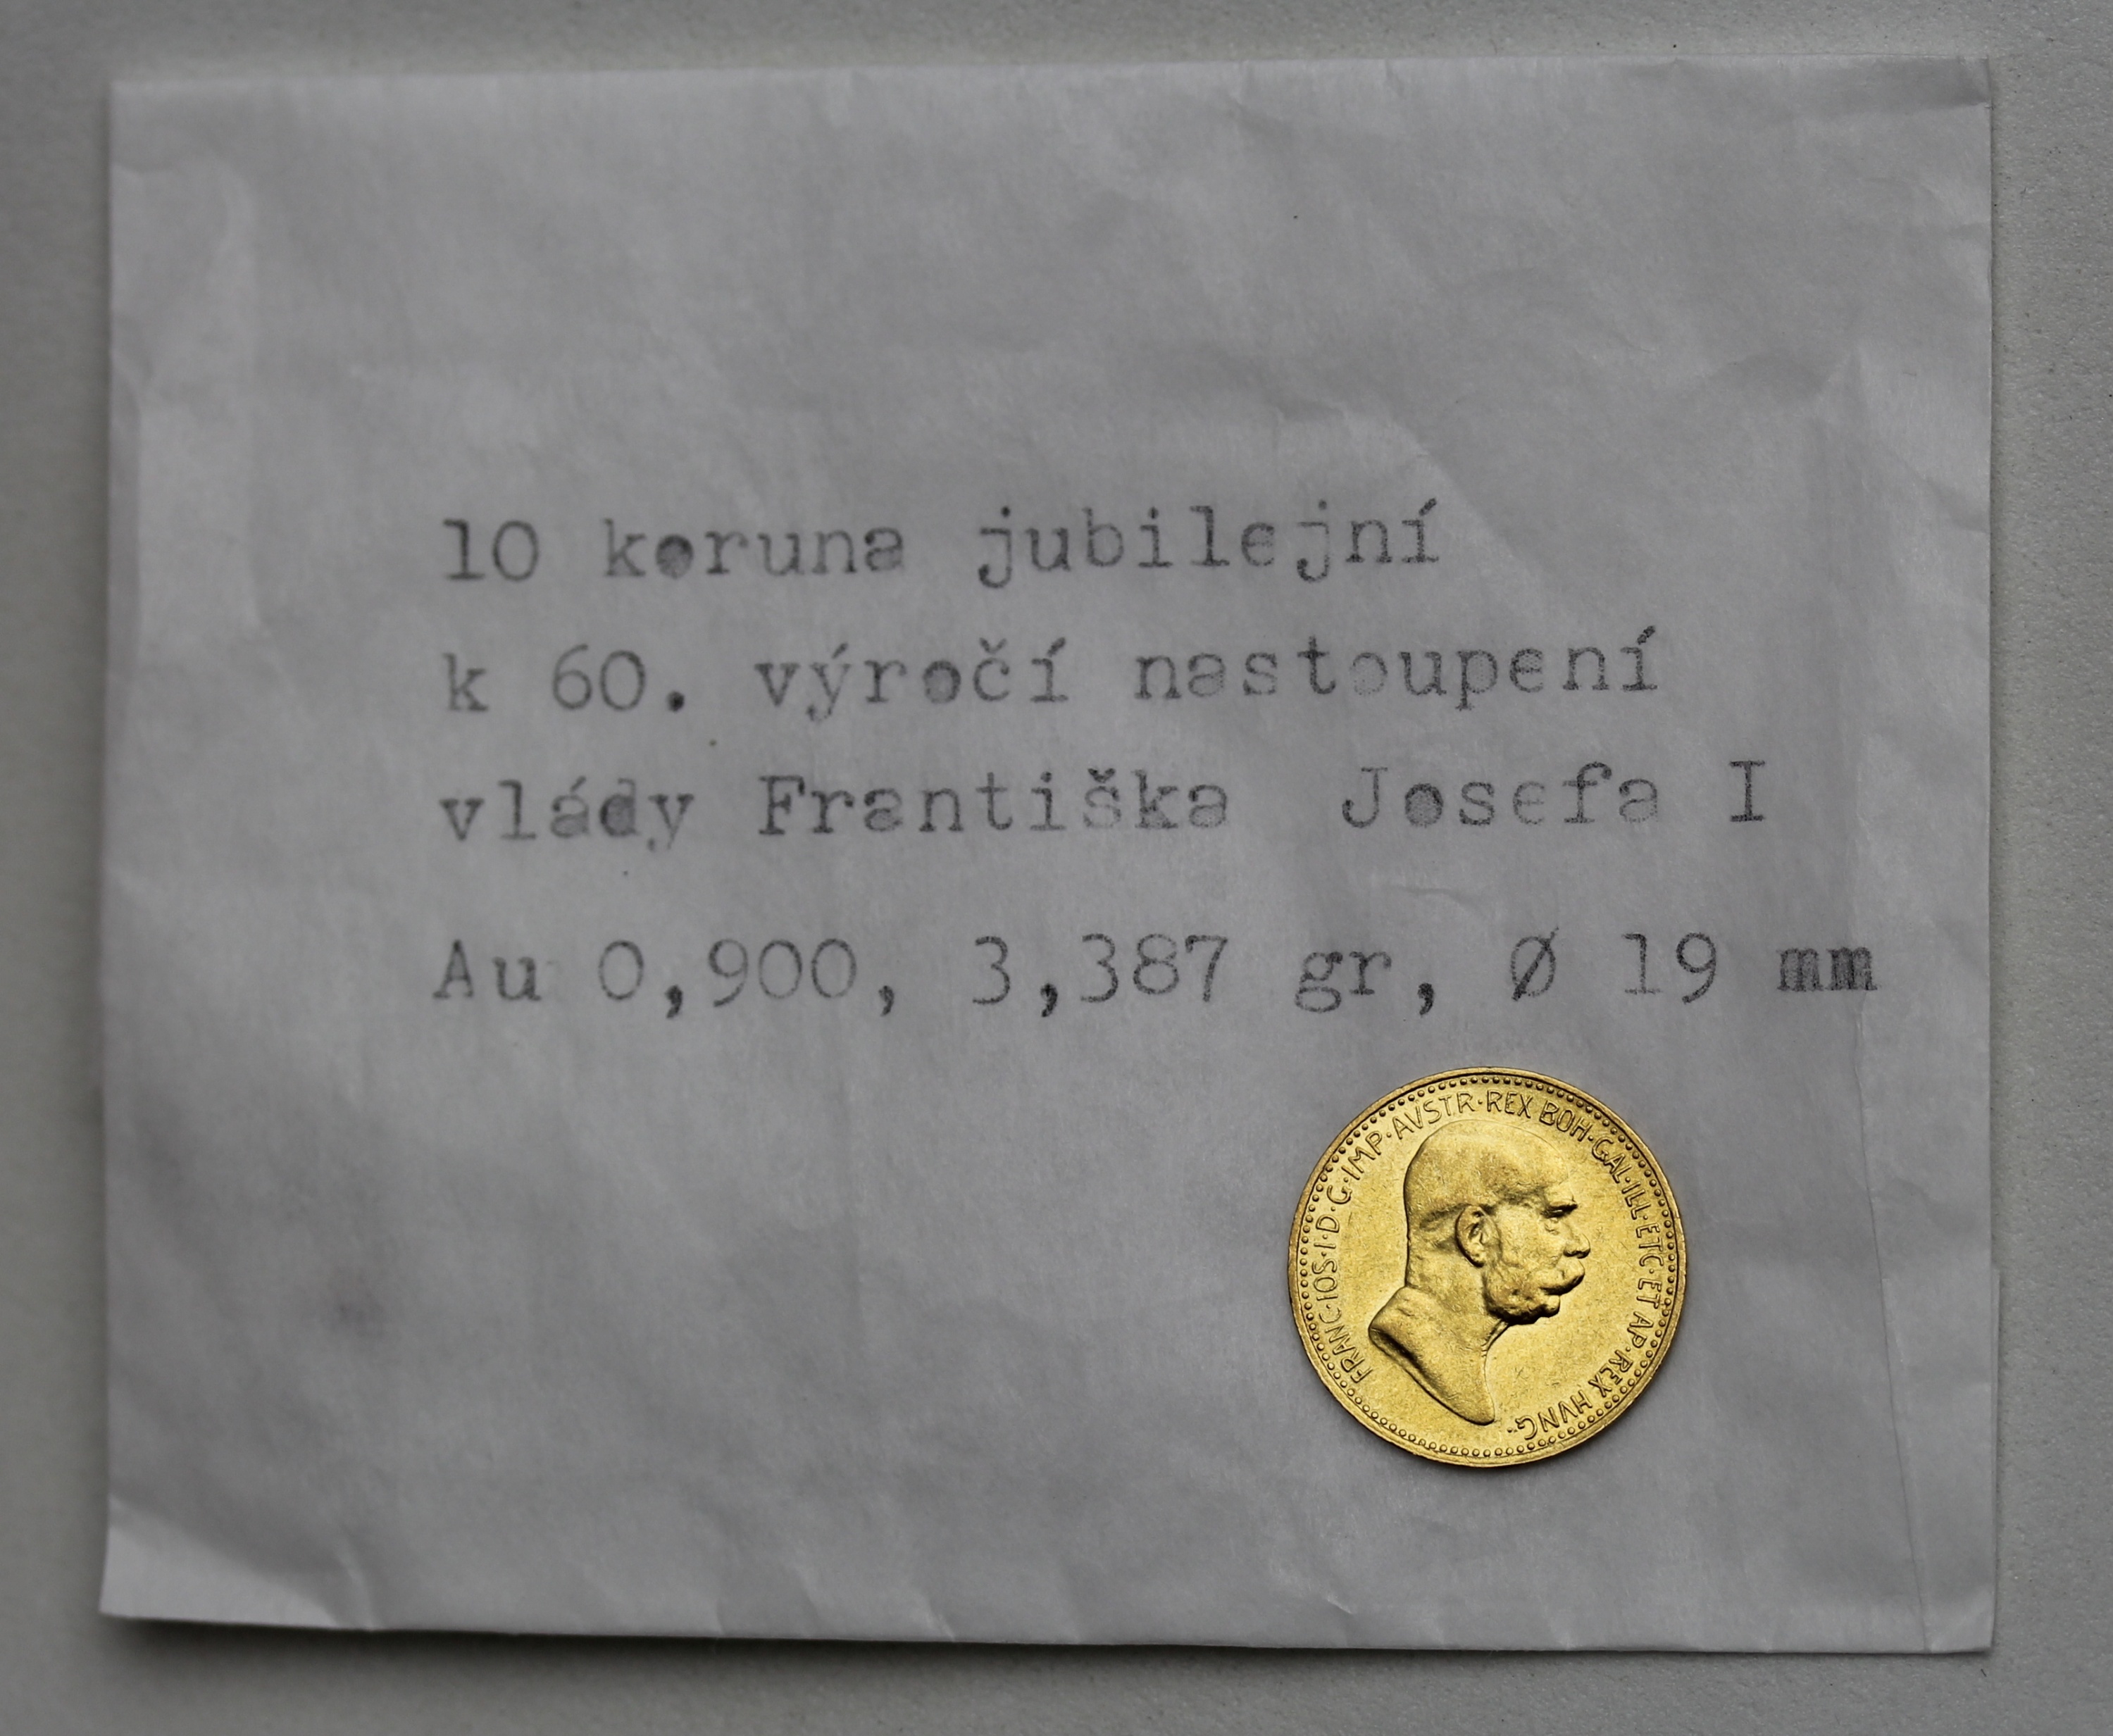 10 koruna jubilejní
k 60. výročí nastoupení
vlády Františka Josefa I
Au 0,900, 3,387 gr, Ø 19 mm
FRANC·IOS·I·D·G·IMP·AVSTR·REX BOH·GAL·ILL·ETC·ET AP·REX HVNG·